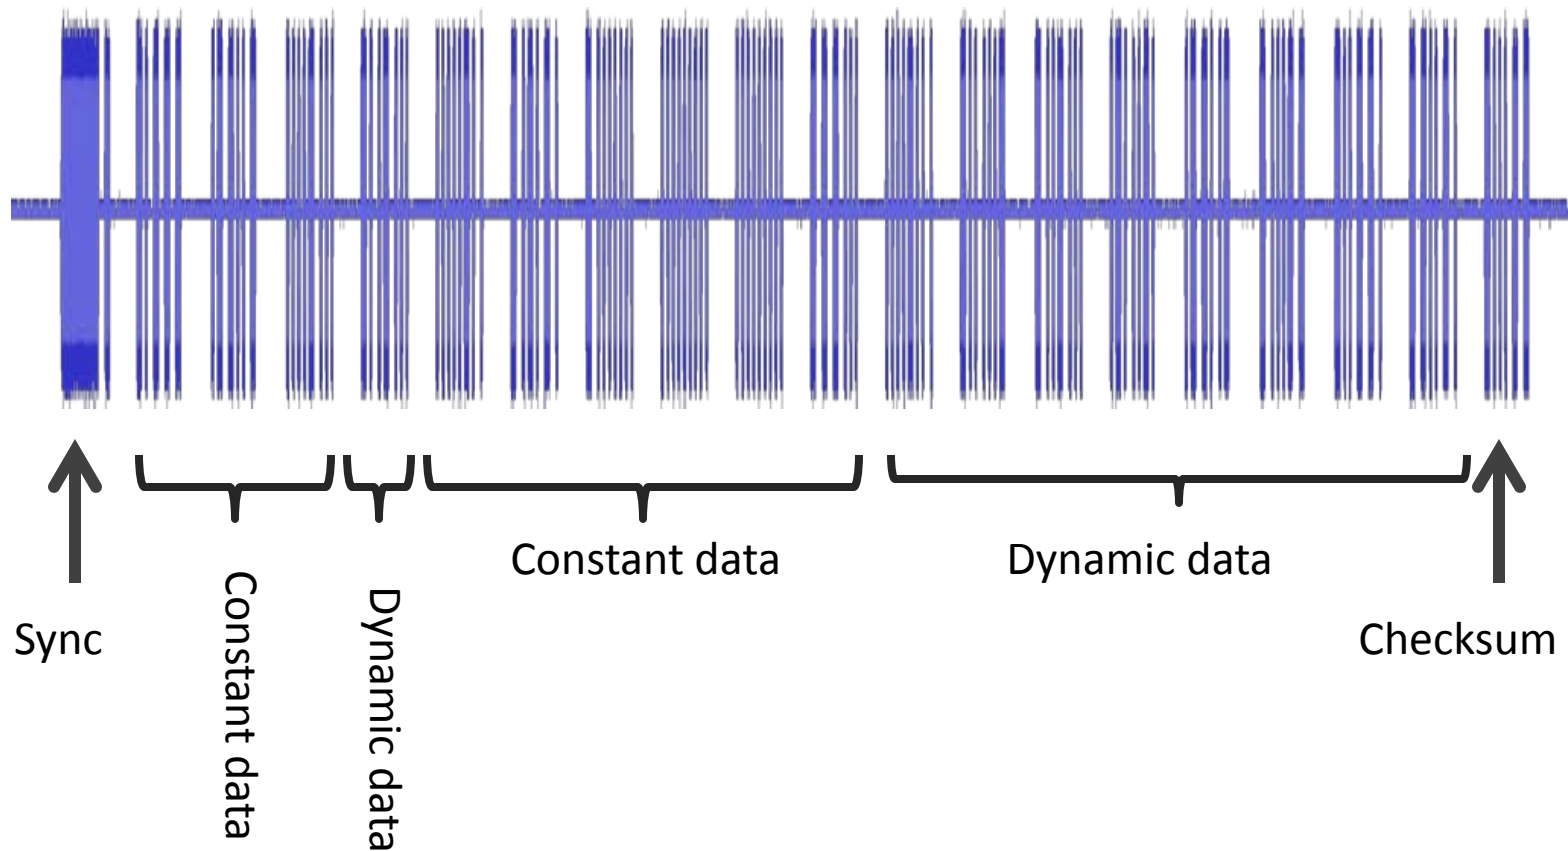 Sync
Constant data
Dynamic data
Constant data
Dynamic data
Checksum